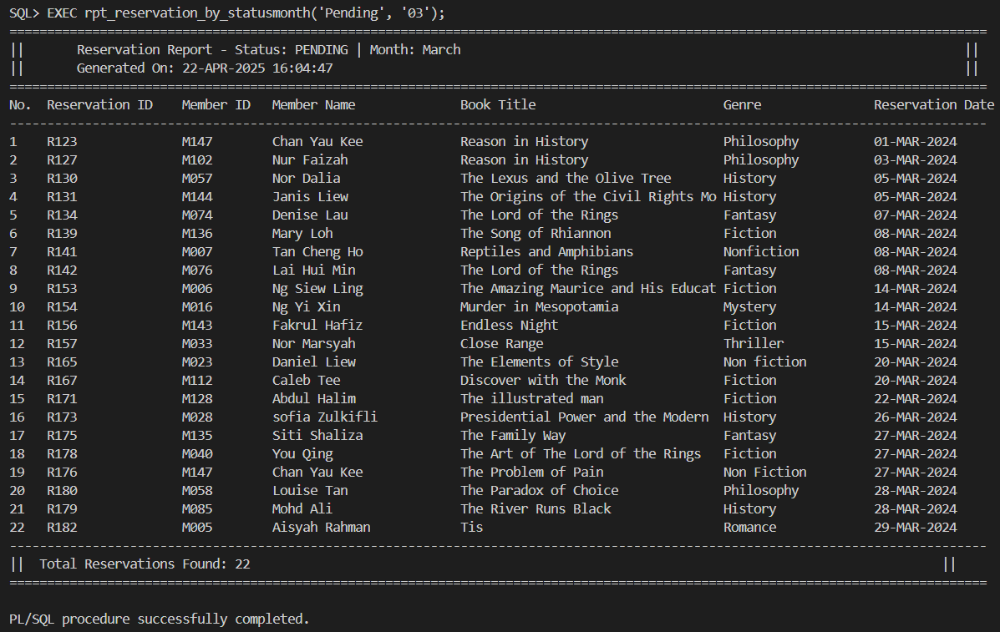 SQL> EXEC rpt_reservation_by_statusmonth('Pending', '03');
==================================================================================================================================
||       Reservation Report - Status: PENDING | Month: March                                                                   ||
||       Generated On: 22-APR-2025 16:04:47                                                                                    ||
==================================================================================================================================
No.  Reservation ID    Member ID   Member Name              Book Title                         Genre               Reservation Date
----------------------------------------------------------------------------------------------------------------------------------
1    R123              M147        Chan Yau Kee             Reason in History                  Philosophy          01-MAR-2024
2    R127              M102        Nur Faizah               Reason in History                  Philosophy          03-MAR-2024
3    R130              M057        Nor Dalia                The Lexus and the Olive Tree       History             05-MAR-2024
4    R131              M144        Janis Liew               The Origins of the Civil Rights Mo History             05-MAR-2024
5    R134              M074        Denise Lau               The Lord of the Rings              Fantasy             07-MAR-2024
6    R139              M136        Mary Loh                 The Song of Rhiannon               Fiction             08-MAR-2024
7    R141              M007        Tan Cheng Ho             Reptiles and Amphibians            Nonfiction          08-MAR-2024
8    R142              M076        Lai Hui Min              The Lord of the Rings              Fantasy             08-MAR-2024
9    R153              M006        Ng Siew Ling             The Amazing Maurice and His Educat Fiction             14-MAR-2024
10   R154              M016        Ng Yi Xin                Murder in Mesopotamia              Mystery             14-MAR-2024
11   R156              M143        Fakrul Hafiz             Endless Night                      Fiction             15-MAR-2024
12   R157              M033        Nor Marsyah              Close Range                        Thriller            15-MAR-2024
13   R165              M023        Daniel Liew              The Elements of Style              Non fiction         20-MAR-2024
14   R167              M112        Caleb Tee                Discover with the Monk             Fiction             20-MAR-2024
15   R171              M128        Abdul Halim              The illustrated man                Fiction             22-MAR-2024
16   R173              M028        sofia Zulkifli           Presidential Power and the Modern  History             26-MAR-2024
17   R175              M135        Siti Shaliza             The Family Way                     Fantasy             27-MAR-2024
18   R178              M040        You Qing                 The Art of The Lord of the Rings   Fiction             27-MAR-2024
19   R176              M147        Chan Yau Kee             The Problem of Pain                Non Fiction         27-MAR-2024
20   R180              M058        Louise Tan               The Paradox of Choice              Philosophy          28-MAR-2024
21   R179              M085        Mohd Ali                 The River Runs Black               History             28-MAR-2024
22   R182              M005        Aisyah Rahman            Tis                                Romance             29-MAR-2024
----------------------------------------------------------------------------------------------------------------------------------
||  Total Reservations Found: 22                                                                                            ||
==================================================================================================================================
PL/SQL procedure successfully completed.